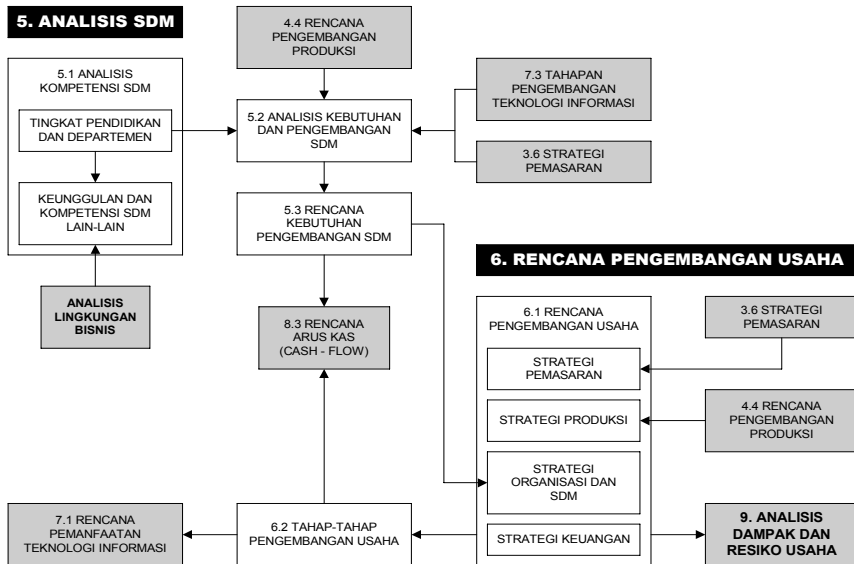 5. ANALISIS SDM
4.4 RENCANA
PENGEMBANGAN
PRODUKSI
5.1 ANALISIS
KOMPETENSI SDM
TINGKAT PENDIDIKAN
DAN DEPARTEMEN
KEUNGGULAN DAN
KOMPETENSI SDM
LAIN-LAIN
ANALISIS
LINGKUNGAN
BISNIS
5.2 ANALISIS KEBUTUHAN
DAN PENGEMBANGAN
SDM
7.3 TAHAPAN
PENGEMBANGAN
TEKNOLOGI INFORMASI
3.6 STRATEGI
PEMASARAN
5.3 RENCANA
KEBUTUHAN
PENGEMBANGAN SDM
8.3 RENCANA
ARUS KAS
(CASH - FLOW)
6. RENCANA PENGEMBANGAN USAHA
6.1 RENCANA
PENGEMBANGAN USAHA
STRATEGI
PEMASARAN
STRATEGI PRODUKSI
STRATEGI
ORGANISASI DAN
SDM
STRATEGI KEUANGAN
3.6 STRATEGI
PEMASARAN
4.4 RENCANA
PENGEMBANGAN
PRODUKSI
7.1 RENCANA
PEMANFAATAN
TEKNOLOGI INFORMASI
6.2 TAHAP-TAHAP
PENGEMBANGAN USAHA
9. ANALISIS
DAMPAK DAN
RESIKO USAHA